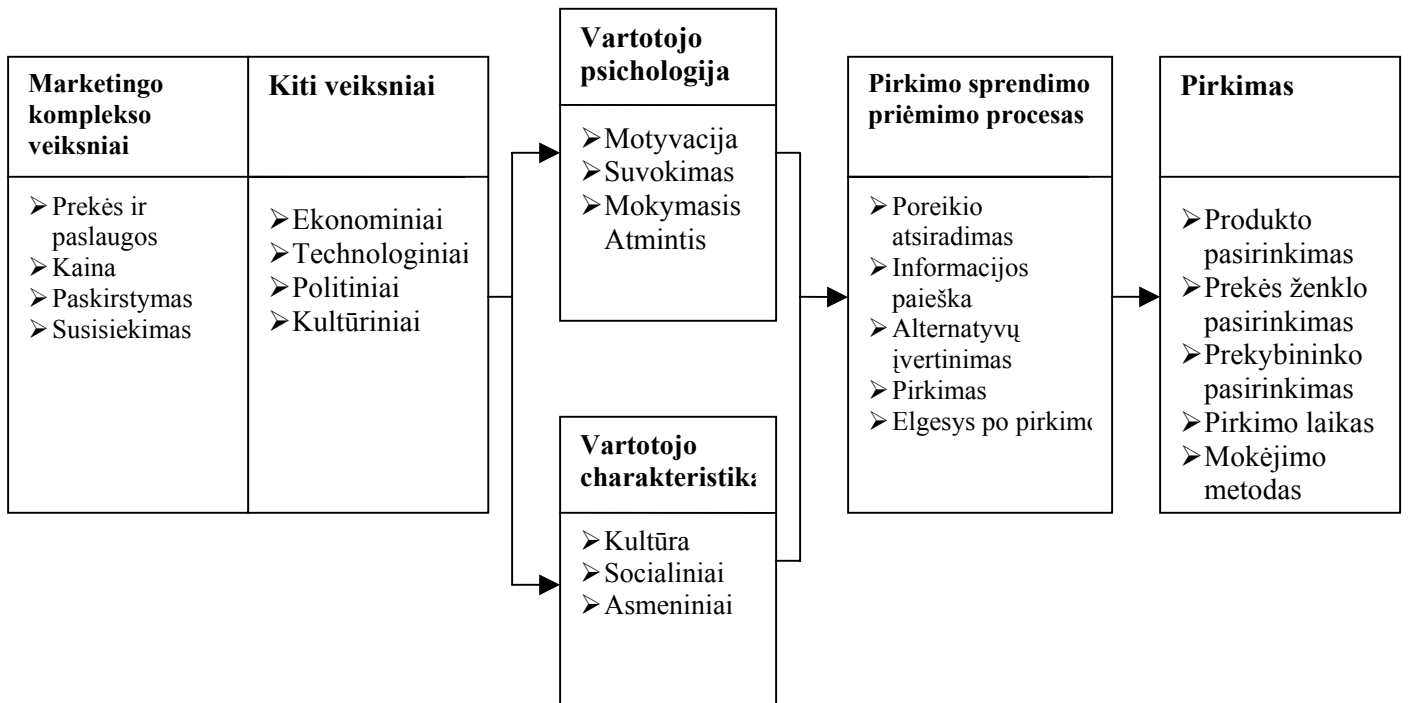 Marketingo
komplekso
veiksniai
➢Prekės ir
paslaugos
➢Kaina
➢Paskirstymas
➢Susisiekimas
Kiti veiksniai
➢Ekonominiai
➢Technologiniai
➢Politiniai
➢Kultūriniai
Vartotojo
psichologija
➢Motyvacija
➢Suvokimas
➢Mokymasis
Atmintis
Vartotojo
charakteristika
➢Kultūra
➢Socialiniai
➢Asmeniniai
Pirkimo sprendimo
priėmimo procesas
➢Poreikio
atsiradimas
➢Informacijos
paieška
➢Alternatyvų
įvertinimas
➢Pirkimas
➢Elgesys po pirkimo
Pirkimas
➢Produkto
pasirinkimas
➢Prekės ženklo
pasirinkimas
➢Prekybininko
pasirinkimas
➢Pirkimo laikas
➢Mokėjimo
metodas